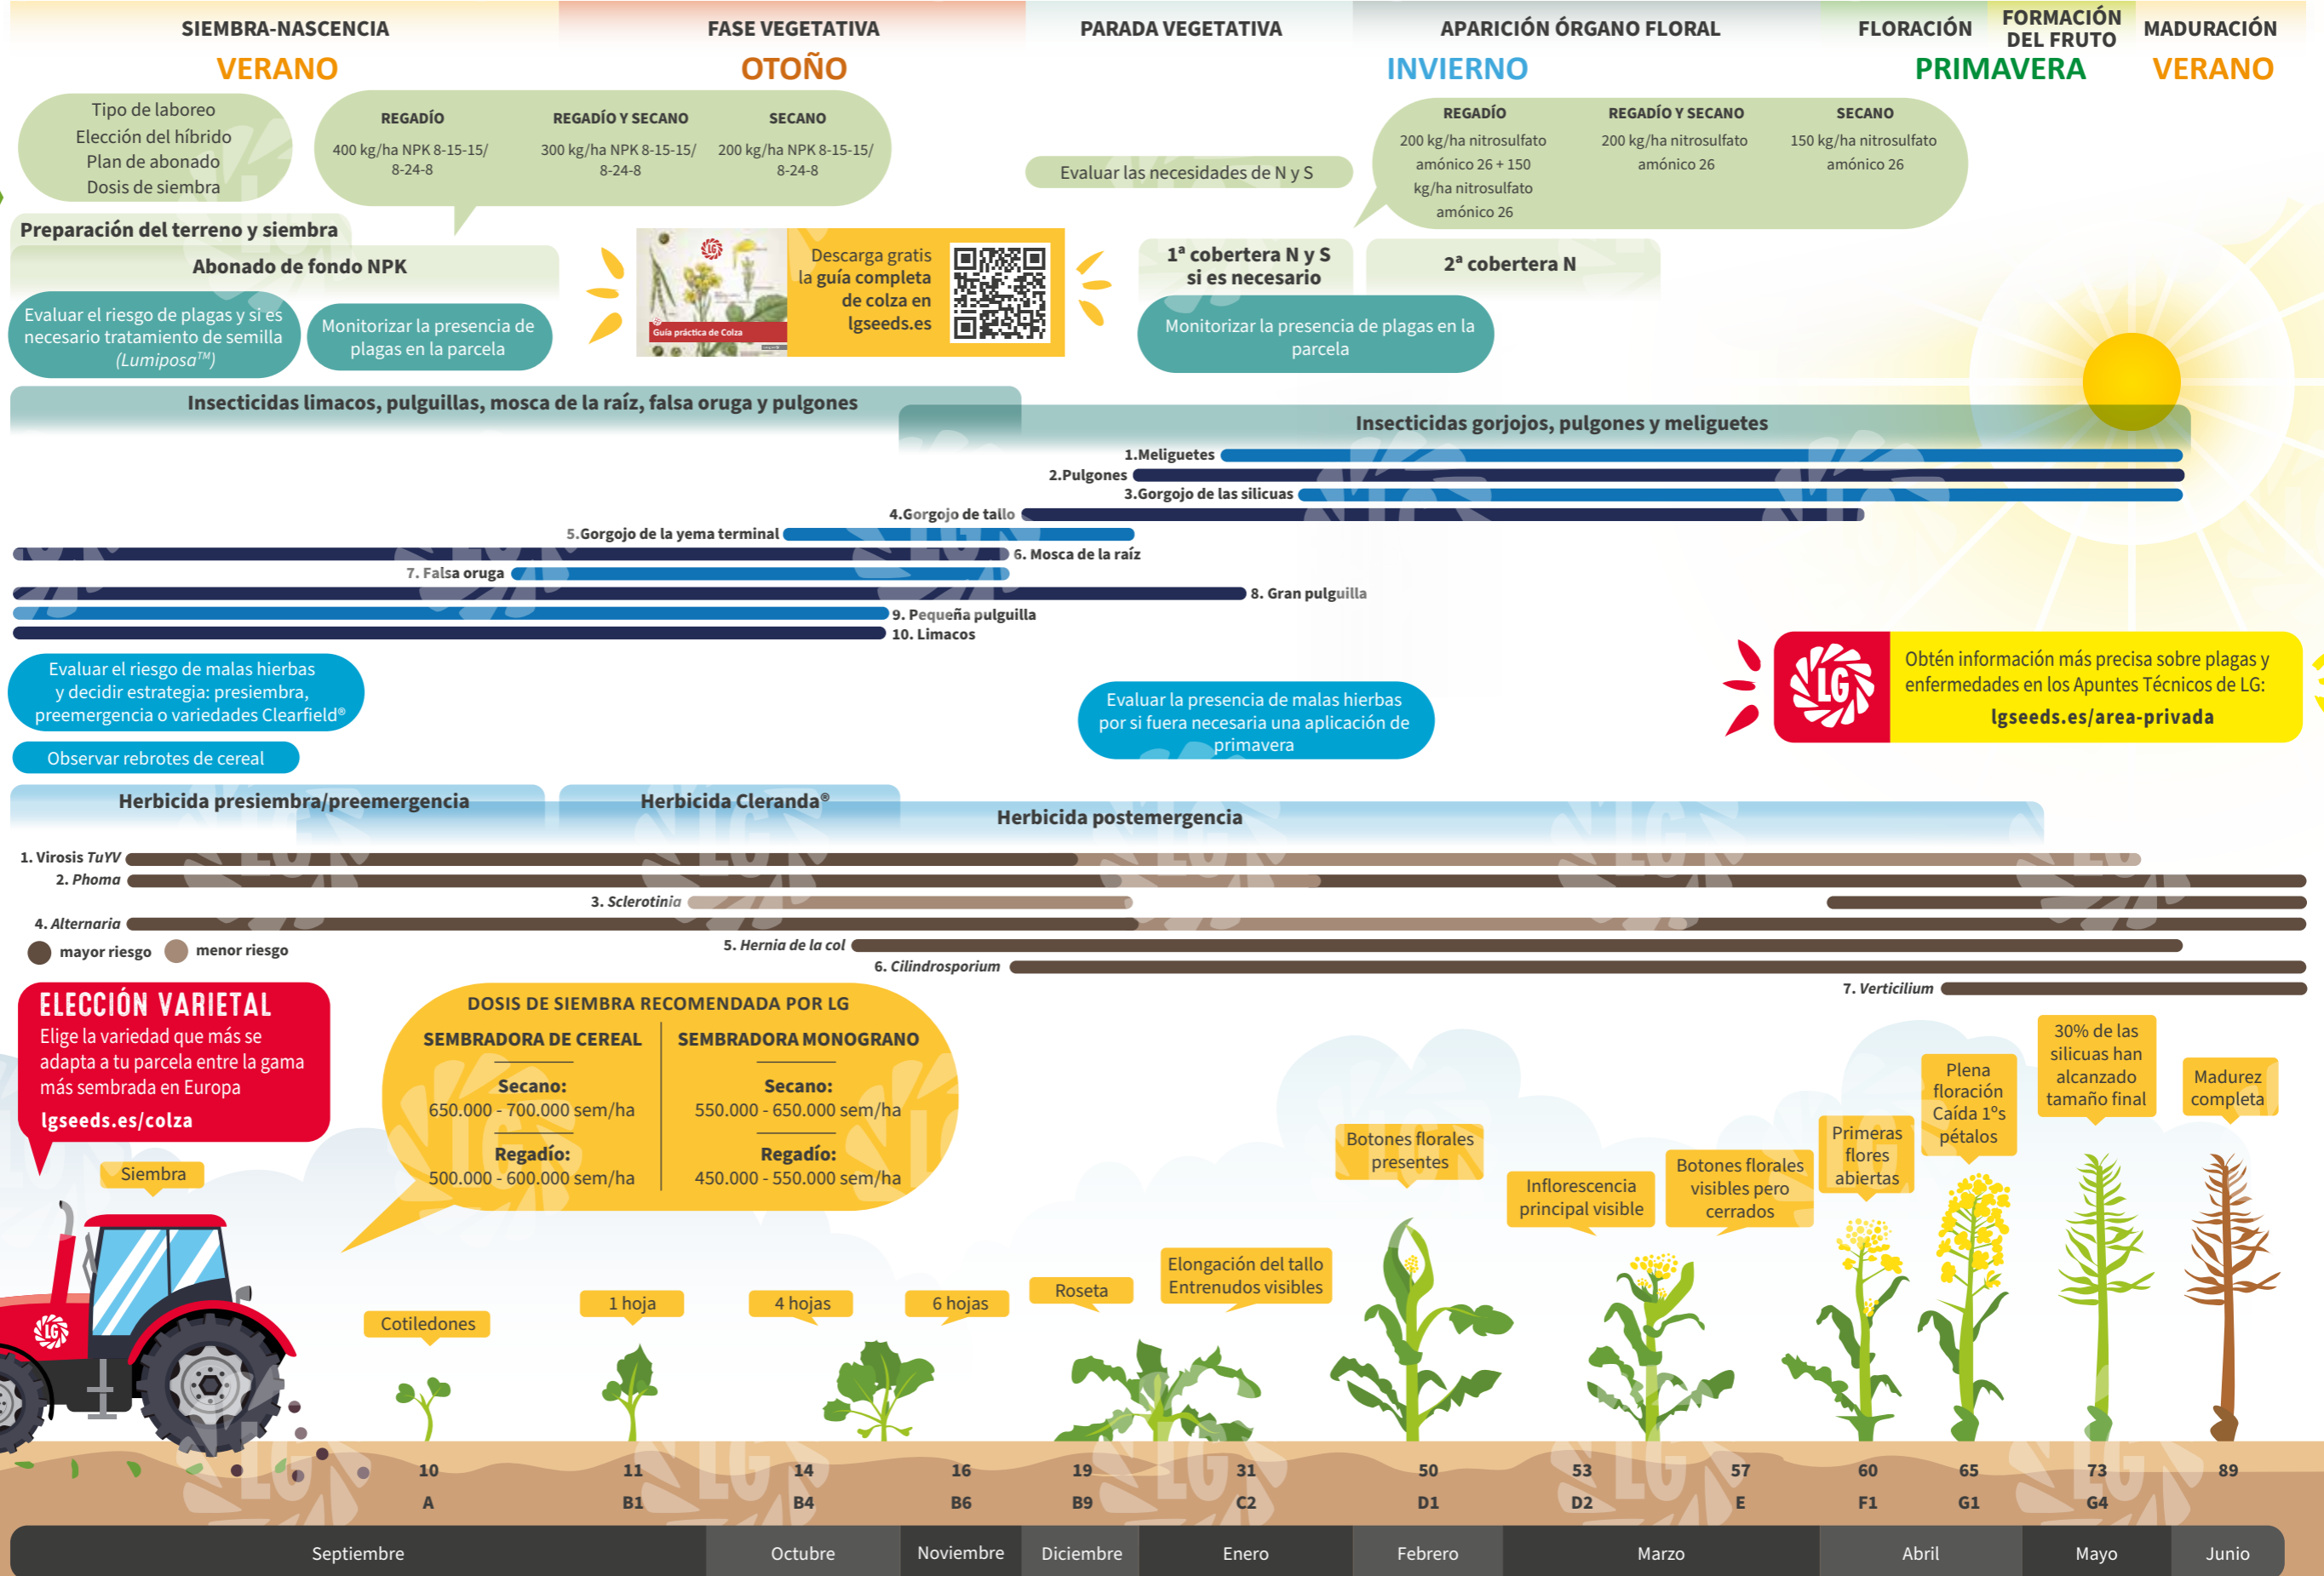 SIEMBRA-NASCENCIA
VERANO
FASE VEGETATIVA
OTOÑO
PARADA VEGETATIVA
APARICIÓN ÓRGANO FLORAL
INVIERNO
FLORACIÓN
FORMACIÓN
DEL FRUTO
PRIMAVERA
MADURACIÓN
VERANO
Tipo de laboreo
Elección del híbrido
Plan de abonado
Dosis de siembra
REGADÍO
400 kg/ha NPK 8-15-15/
8-24-8
REGADÍO Y SECANO
300 kg/ha NPK 8-15-15/
8-24-8
SECANO
200 kg/ha NPK 8-15-15/
8-24-8
Evaluar las necesidades de N y S
REGADÍO
200 kg/ha nitrosulfato
amónico 26 + 150
kg/ha nitrosulfato
amónico 26
REGADÍO Y SECANO
200 kg/ha nitrosulfato
amónico 26
SECANO
150 kg/ha nitrosulfato
amónico 26
Preparación del terreno y siembra
Abonado de fondo NPK
LG
Guía práctica de Colza
Descarga gratis
la guía completa
de colza en
lgseeds.es
1ª cobertera N y S
si es necesario
2ª cobertera N
Evaluar el riesgo de plagas y si es
necesario tratamiento de semilla
(Lumiposa™)
Monitorizar la presencia de
plagas en la parcela
Monitorizar la presencia de plagas en la
parcela
Insecticidas limacos, pulguillas, mosca de la raíz, falsa oruga y pulgones
Insecticidas gorjojos, pulgones y meliguetes
1.Meliguetes
2.Pulgones
3.Gorgojo de las silicuas
4.Gorgojo de tallo
5.Gorgojo de la yema terminal
6. Mosca de la raíz
7. Falsa oruga
8. Gran pulguilla
9. Pequeña pulguilla
10. Limacos
Evaluar el riesgo de malas hierbas
y decidir estrategia: presiembra,
preemergencia o variedades Clearfield®
Observar rebrotes de cereal
Evaluar la presencia de malas hierbas
por si fuera necesaria una aplicación de
primavera
LG
Obtén información más precisa sobre plagas y
enfermedades en los Apuntes Técnicos de LG:
lgseeds.es/area-privada
Herbicida presiembra/preemergencia
Herbicida Cleranda®
Herbicida postemergencia
1. Virosis TuYV
2. Phoma
3. Sclerotinia
4. Alternaria
mayor riesgo
menor riesgo
5. Hernia de la col
6. Cilindrosporium
7. Verticilium
ELECCIÓN VARIETAL
Elige la variedad que más se
adapta a tu parcela entre la gama
más sembrada en Europa
lgseeds.es/colza
DOSIS DE SIEMBRA RECOMENDADA POR LG
SEMBRADORA DE CEREAL
Secano:
650.000 - 700.000 sem/ha
Regadío:
500.000 - 600.000 sem/ha
SEMBRADORA MONOGRANO
Secano:
550.000 - 650.000 sem/ha
Regadío:
450.000 - 550.000 sem/ha
Siembra
Cotiledones
1 hoja
4 hojas
6 hojas
Roseta
Elongación del tallo
Entrenudos visibles
Botones florales
presentes
Inflorescencia
principal visible
Botones florales
visibles pero
cerrados
Primeras
flores
abiertas
Plena
floración
Caída 1ºs
pétalos
30% de las
silicuas han
alcanzado
tamaño final
Madurez
completa
LG
10 11 14 16 19 31 50 53 57 60 65 73 89
A B1 B4 B6 B9 C2 D1 D2 E F1 G1 G4
Septiembre Octubre Noviembre Diciembre Enero Febrero Marzo Abril Mayo Junio